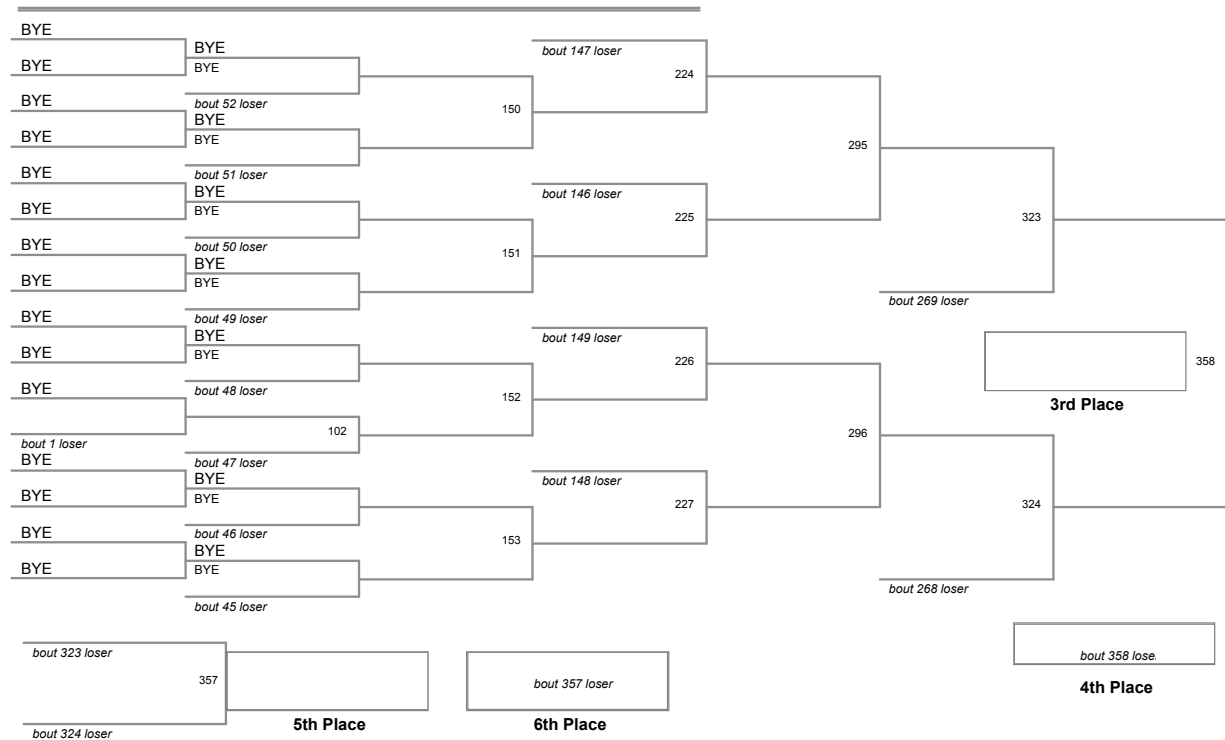 BYE
BYE
BYE
BYE
bout 52 loser
BYE
BYE
BYE
BYE
bout 51 loser
BYE
BYE
BYE
BYE
bout 50 loser
BYE
BYE
BYE
BYE
bout 49 loser
BYE
BYE
BYE
BYE
bout 48 loser
BYE
bout 1 loser
102
bout 47 loser
BYE
BYE
BYE
BYE
bout 46 loser
BYE
BYE
BYE
BYE
bout 45 loser
150
151
152
153
bout 147 loser
224
bout 146 loser
225
bout 149 loser
226
bout 148 loser
227
295
296
323
bout 269 loser
324
bout 268 loser
358
3rd Place
bout 358 lose
4th Place
bout 323 loser
357
bout 324 loser
5th Place
bout 357 loser
6th Place